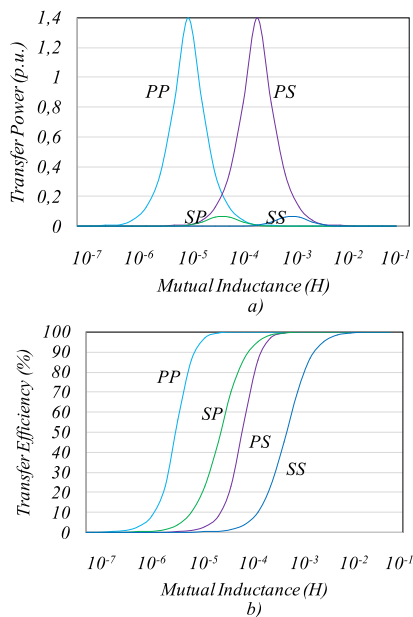 Transfer Power (p.u.)
1,4
1,2
1
0,8
0,6
0,4
0,2
0
PP
PS
SP
SS
10-7
10-6
10-5
10-4
10-3
10-2
10-1
Mutual Inductance (H)
a)
Transfer Efficiency (%)
100
90
80
70
60
50
40
30
20
10
0
PP
SP
PS
SS
10-7
10-6
10-5
10-4
10-3
10-2
10-1
Mutual Inductance (H)
b)